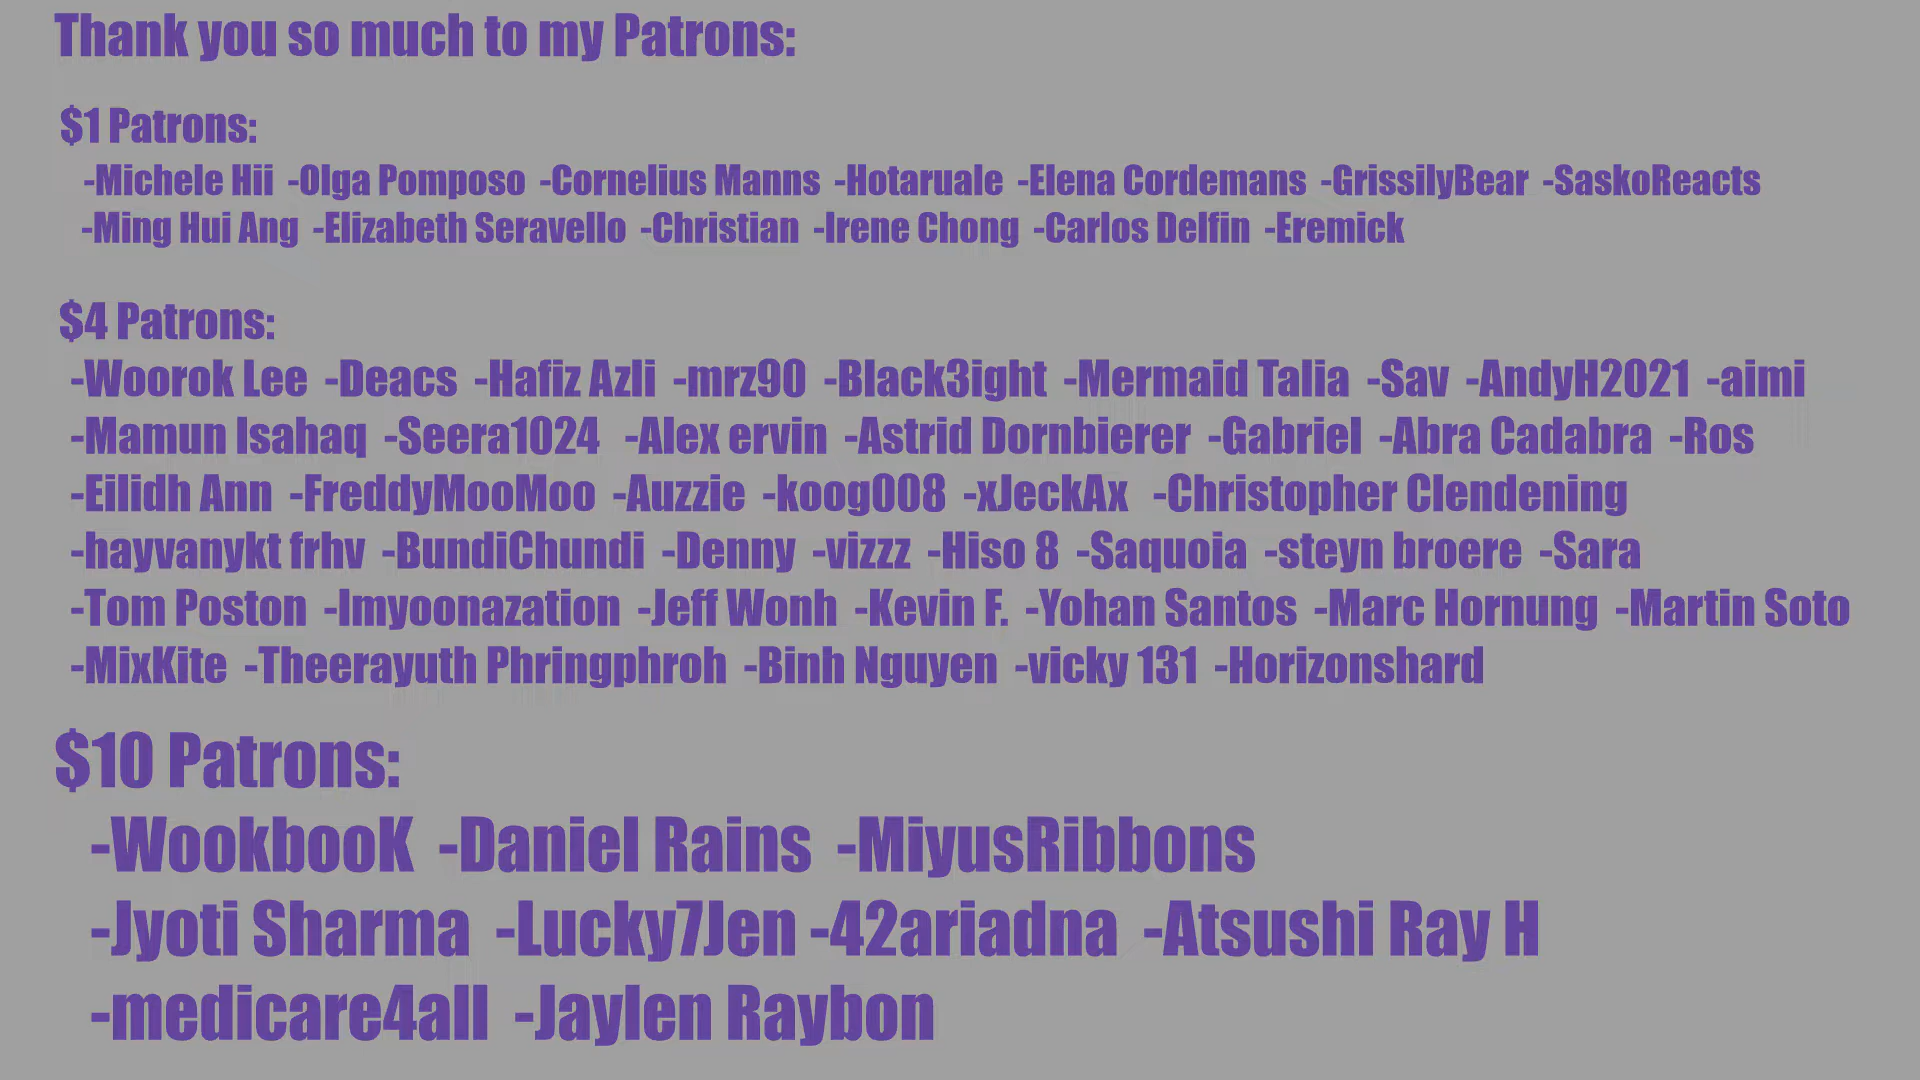 Thank you so much to my Patrons:
$1 Patrons:
-Michele Hii -Olga Pomposo -Cornelius Manns -Hotaruale -Elena Cordemans -GrissilyBear -SaskoReacts
-Ming Hui Ang -Elizabeth Seravello -Christian -Irene Chong -Carlos Delfin -Eremick
$4 Patrons:
-Woorok Lee -Deacs -Hafiz Azli -mrz90 -Black3ight -Mermaid Talia -Sav -AndyH2021 -aimi
-Mamun Isahaq -Seera1024 -Alex ervin -Astrid Dornbierer -Gabriel -Abra Cadabra -Ros
-Eilidh Ann -FreddyMooMoo -Auzzie -koog008 -xJeckAx -Christopher Clendening
-hayvanykt frhv -BundiChundi -Denny -vizzz -Hiso 8 -Saquoia -steyn broere -Sara
-Tom Poston -Imyoonazation -Jeff Wonh -Kevin F. -Yohan Santos -Marc Hornung -Martin Soto
-MixKite -Theerayuth Phringphroh -Binh Nguyen -vicky 131 -Horizonshard
$10 Patrons:
-WookbooK -Daniel Rains -MiyusRibbons
-Jyoti Sharma -Lucky7Jen -42ariadna -Atsushi Ray H
-medicare4all -Jaylen Raybon